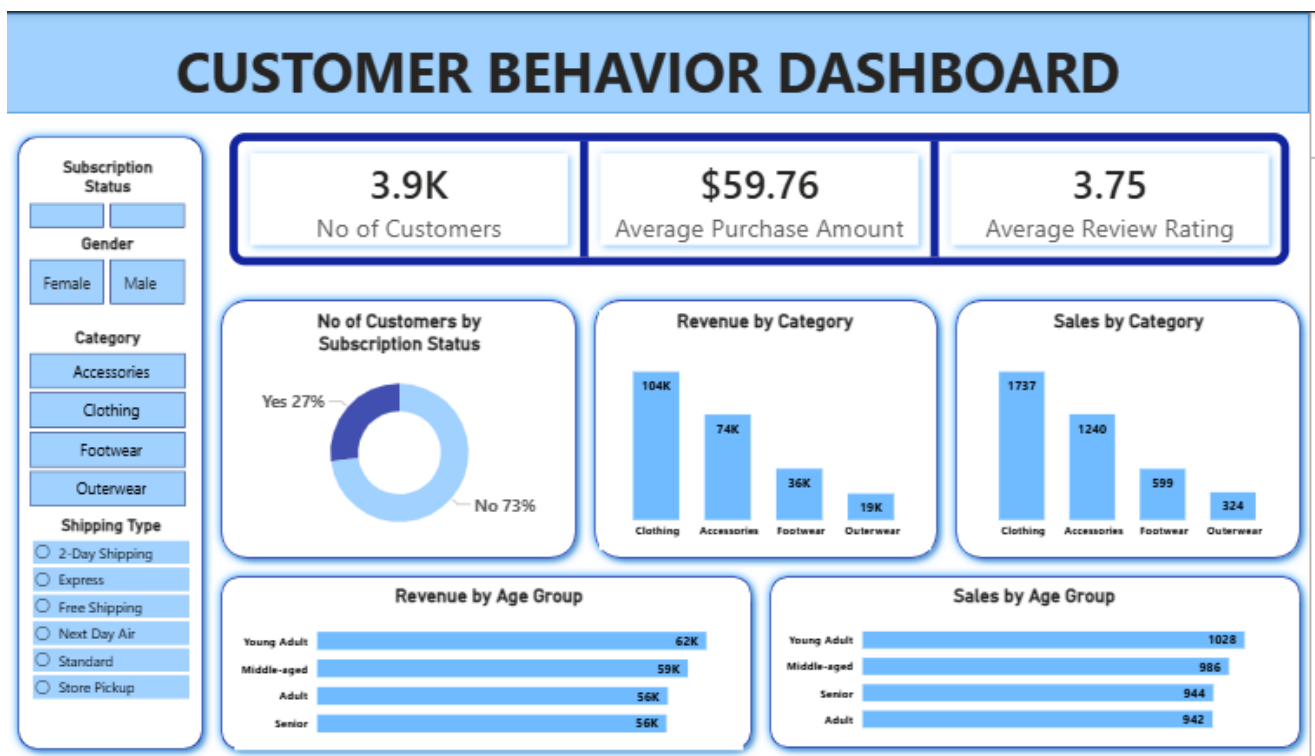 CUSTOMER BEHAVIOR DASHBOARD
Subscription
Status
Gender
Female
Male
Category
Accessories
Clothing
Footwear
Outerwear
Shipping Type
2-Day Shipping
Express
Free Shipping
Next Day Air
Standard
Store Pickup
3.9K
No of Customers
$59.76
Average Purchase Amount
3.75
Average Review Rating
No of Customers by
Subscription Status
Yes 27%
No 73%
Revenue by Category
104K
74K
36K
19K
Clothing Accessories Footwear Outerwear
Sales by Category
1737
1240
599
324
Clothing Accessories Footwear Outerwear
Revenue by Age Group
Young Adult 62K
Middle-aged 59K
Adult 56K
Senior 56K
Sales by Age Group
Young Adult 1028
Middle-aged 986
Senior 944
Adult 942